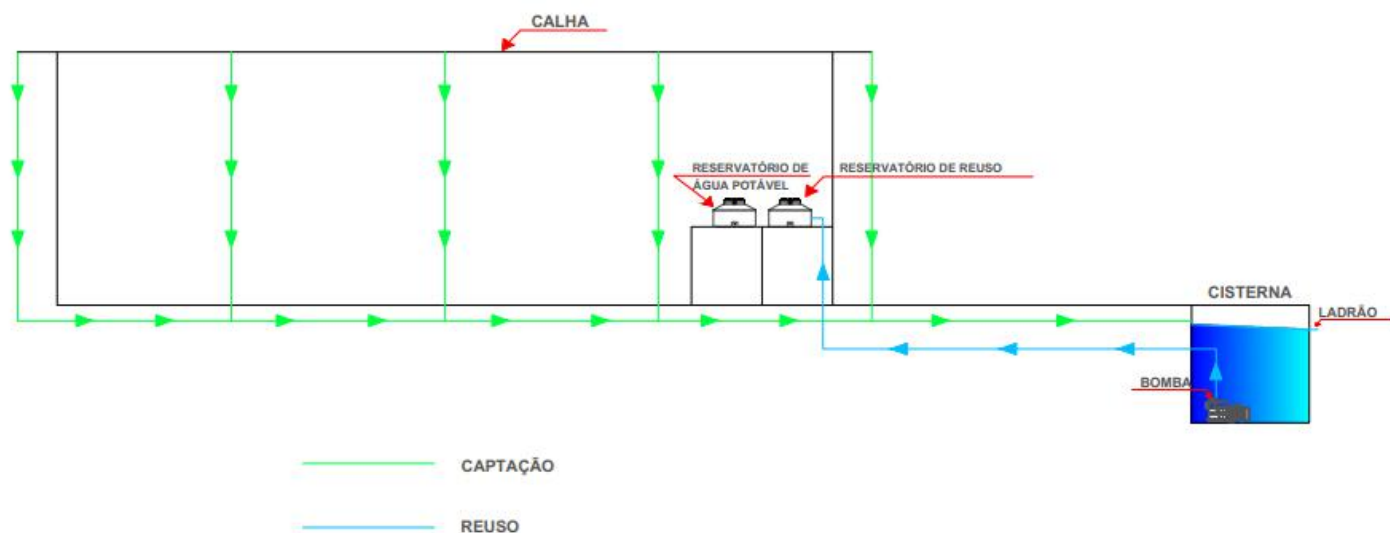 CALHA
RESERVATÓRIO DE
ÁGUA POTÁVEL
RESERVATÓRIO DE REUSO
CISTERNA
LADRÃO
BOMBA
CAPTAÇÃO
REUSO